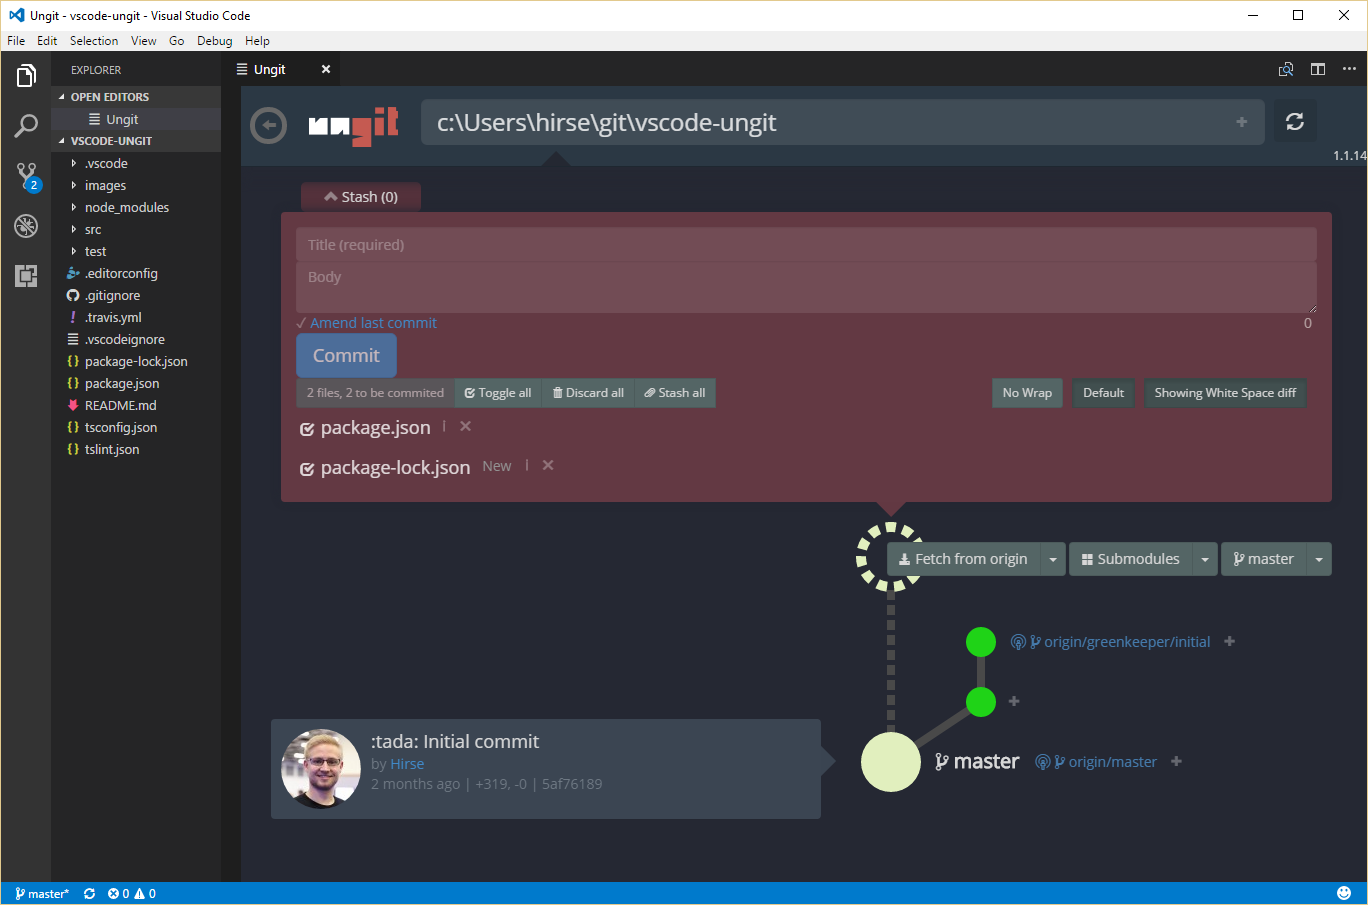 Ungit - vscode-ungit - Visual Studio Code
File Edit Selection View Go Debug Help
EXPLORER
OPEN EDITORS
Ungit
VSCODE-UNGIT
.vscode
images
node_modules
src
test
.editorconfig
.gitignore
.travis.yml
.vscodeignore
package-lock.json
package.json
README.md
tsconfig.json
tslint.json
2
Ungit
ungit
c:\Users\hirse\git\vscode-ungit
1.1.14
Stash (0)
Title (required)
Body
Amend last commit
0
Commit
2 files, 2 to be commited Toggle all Discard all Stash all No Wrap Default Showing White Space diff
package.json
package-lock.json New
Fetch from origin Submodules master
origin/greenkeeper/initial
:tada: Initial commit
by Hirse
2 months ago | +319, -0 | 5af76189
master origin/master
master* 0 0